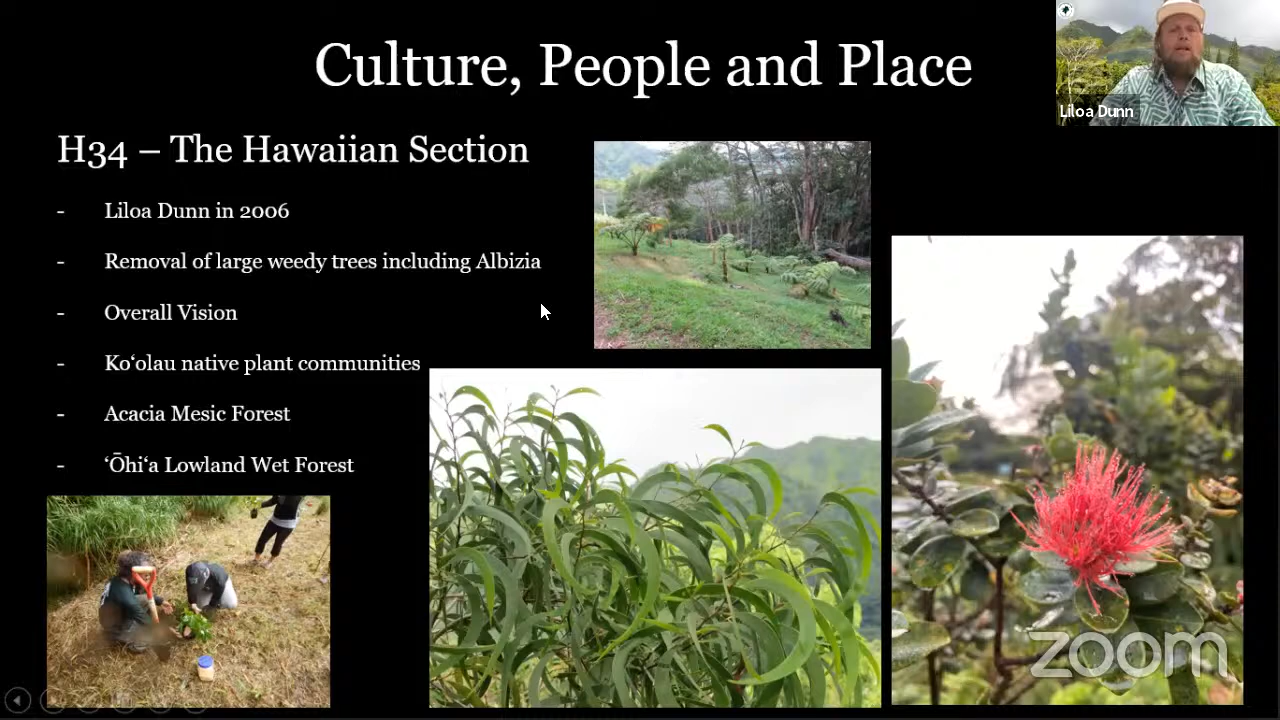 Culture, People and Place
Liloa Dunn
H34 – The Hawaiian Section
- Liloa Dunn in 2006
- Removal of large weedy trees including Albizia
- Overall Vision
- Koʻolau native plant communities
- Acacia Mesic Forest
- ʻŌhiʻa Lowland Wet Forest
zoom